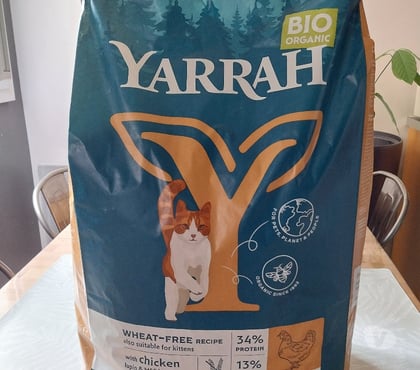 BIO
ORGANIC
YARRAH
FOR PETS, PLANET & PEOPLE
ORGANIC SINCE 1992
WHEAT-FREE RECIPE
also suitable for kittens
with chicken
34%
PROTEIN
13%